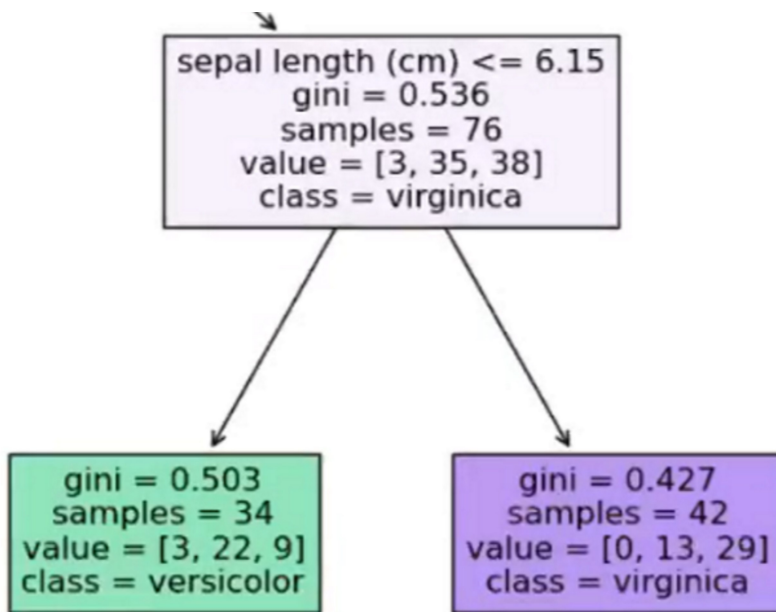 sepal length (cm) <= 6.15
gini = 0.536
samples = 76
value = [3, 35, 38]
class = virginica
gini = 0.503
samples = 34
value = [3, 22, 9]
class = versicolor
gini = 0.427
samples = 42
value = [0, 13, 29]
class = virginica